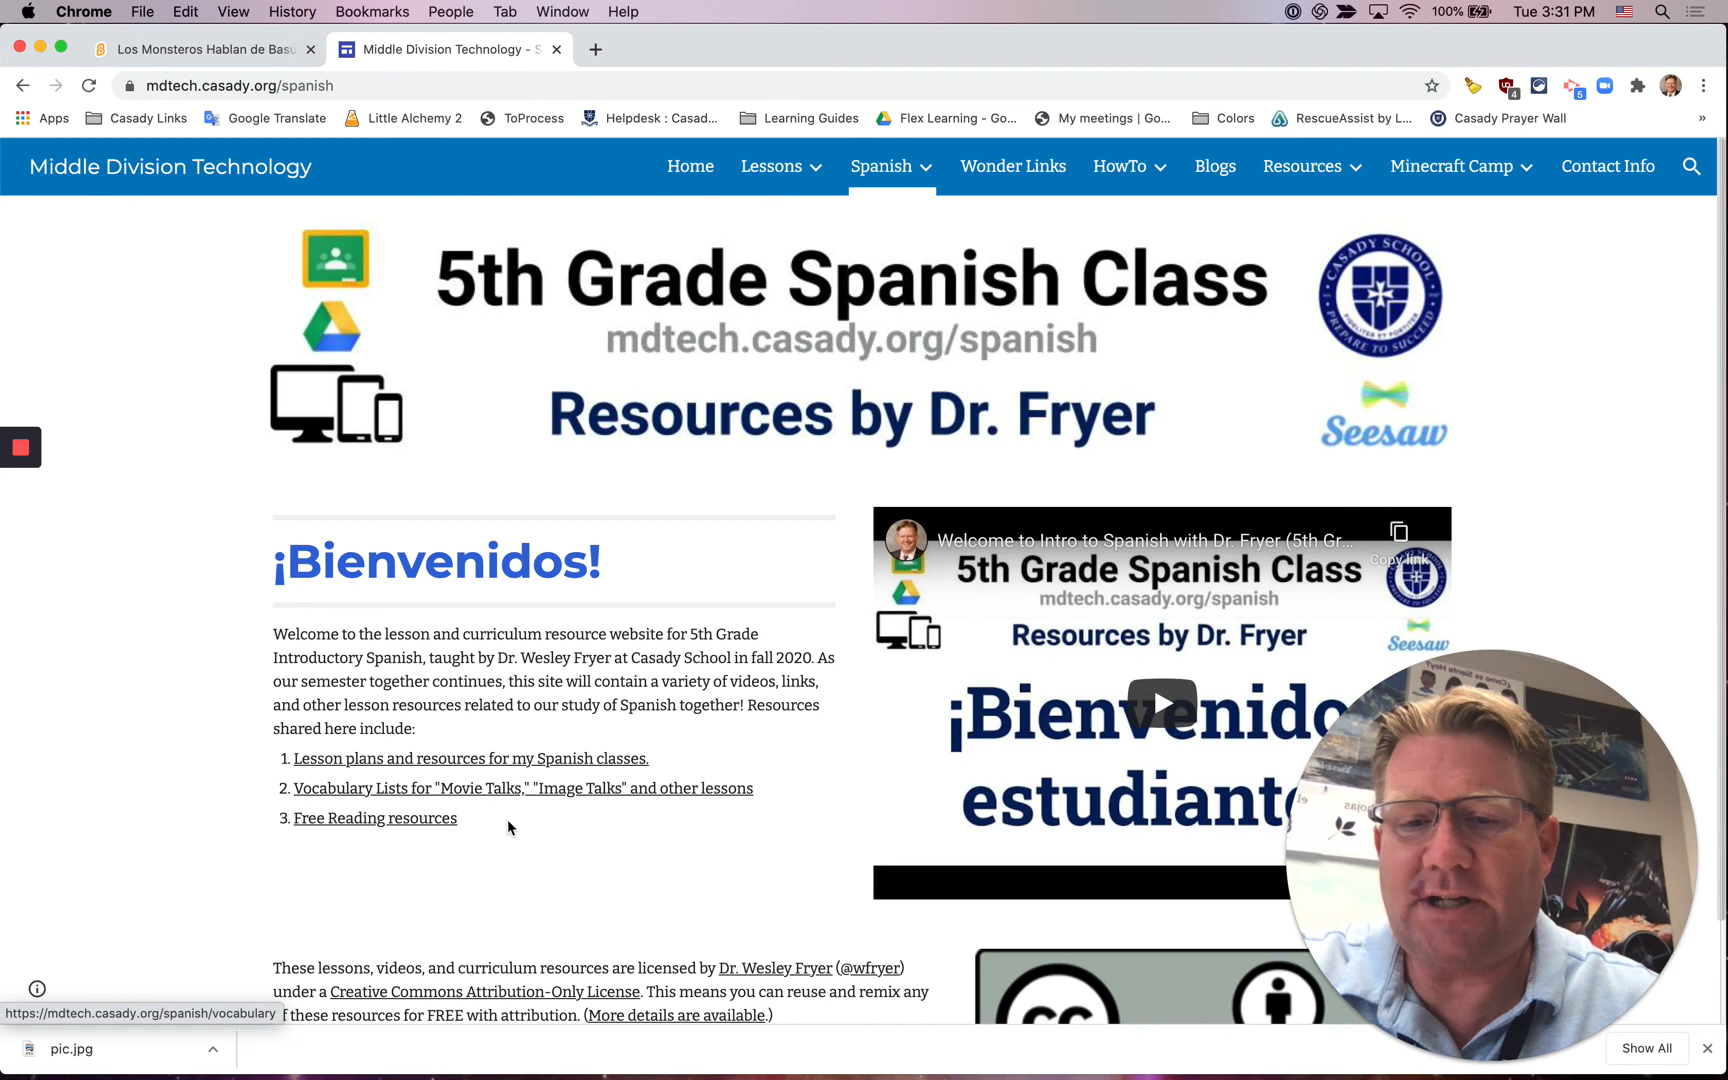 Chrome File Edit View History Bookmarks People Tab Window Help 100% Tue 3:31 PM
Los Monsteros Hablan de Basu Middle Division Technology - S
mdtech.casady.org/spanish
4 5
Apps Casady Links Google Translate Little Alchemy 2 ToProcess Helpdesk : Casad... Learning Guides Flex Learning - Go... My meetings | Go... Colors RescueAssist by L... Casady Prayer Wall »
Middle Division Technology Home Lessons Spanish Wonder Links HowTo Blogs Resources Minecraft Camp Contact Info
5th Grade Spanish Class
mdtech.casady.org/spanish
Resources by Dr. Fryer
CASADY SCHOOL
PREPARE TO SUCCEED
Seesaw
¡Bienvenidos!
Welcome to the lesson and curriculum resource website for 5th Grade
Introductory Spanish, taught by Dr. Wesley Fryer at Casady School in fall 2020. As
our semester together continues, this site will contain a variety of videos, links,
and other lesson resources related to our study of Spanish together! Resources
shared here include:
1. Lesson plans and resources for my Spanish classes.
2. Vocabulary Lists for "Movie Talks," "Image Talks" and other lessons
3. Free Reading resources
Welcome to Intro to Spanish with Dr. Fryer (5th Gr...
Copy link
5th Grade Spanish Class
mdtech.casady.org/spanish
Resources by Dr. Fryer
Seesaw
¡Bienvenido
estudiant
These lessons, videos, and curriculum resources are licensed by Dr. Wesley Fryer (@wfryer)
under a Creative Commons Attribution-Only License. This means you can reuse and remix any
f these resources for FREE with attribution. (More details are available.)
cc
https://mdtech.casady.org/spanish/vocabulary
pic.jpg Show All